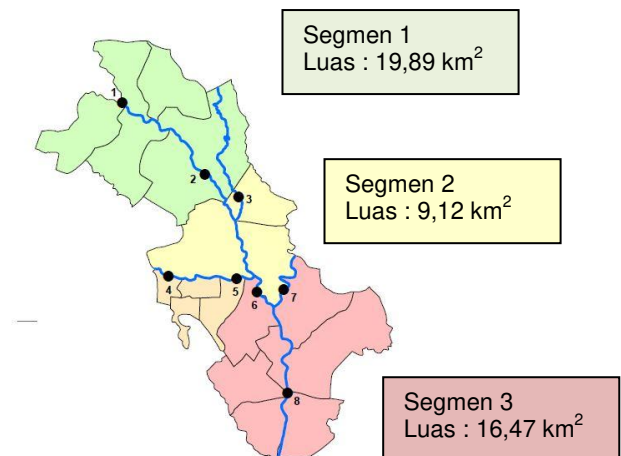 Segmen 1
Luas : 19,89 km²
1
2
3
Segmen 2
Luas : 9,12 km²
4
5
6
7
8
Segmen 3
Luas : 16,47 km²